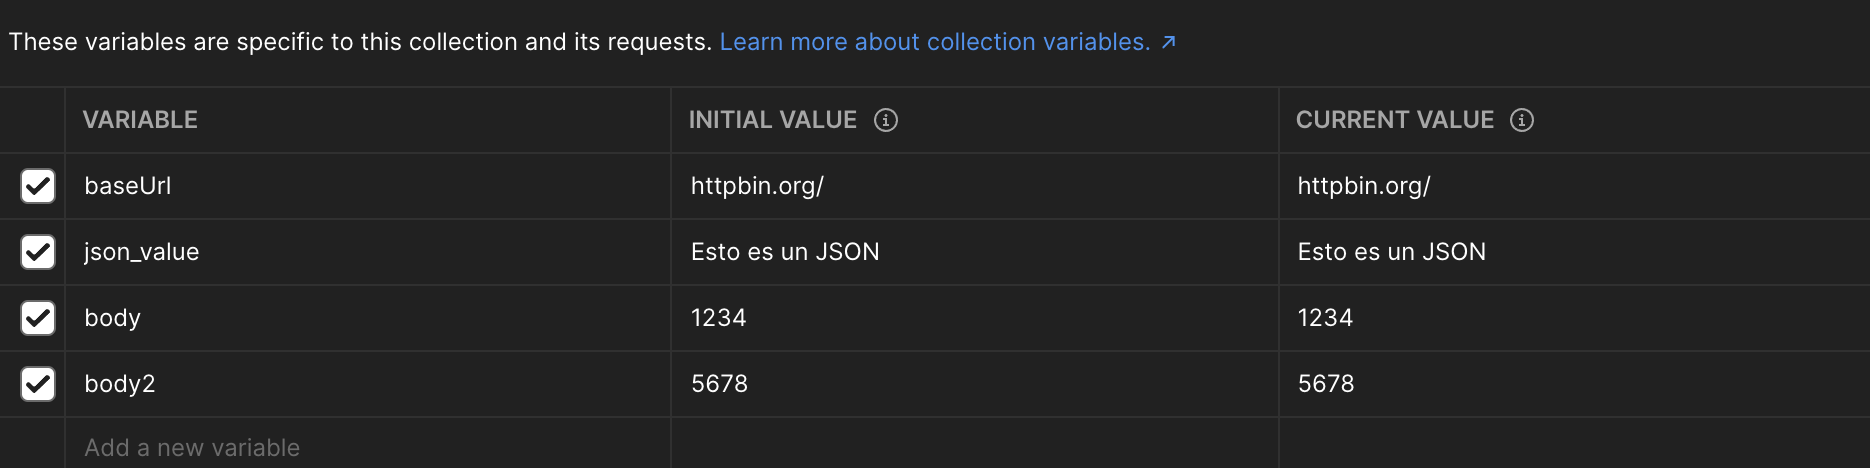 These variables are specific to this collection and its requests. Learn more about collection variables. ↗
VARIABLE INITIAL VALUE CURRENT VALUE
baseUrl httpbin.org/ httpbin.org/
json_value Esto es un JSON Esto es un JSON
body 1234 1234
body2 5678 5678
Add a new variable